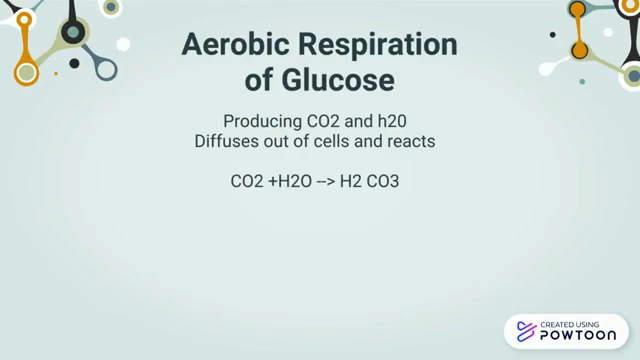 Aerobic Respiration
of Glucose
Producing CO2 and h20
Diffuses out of cells and reacts
CO2 +H2O --> H2 CO3
CREATED USING
POWTOON